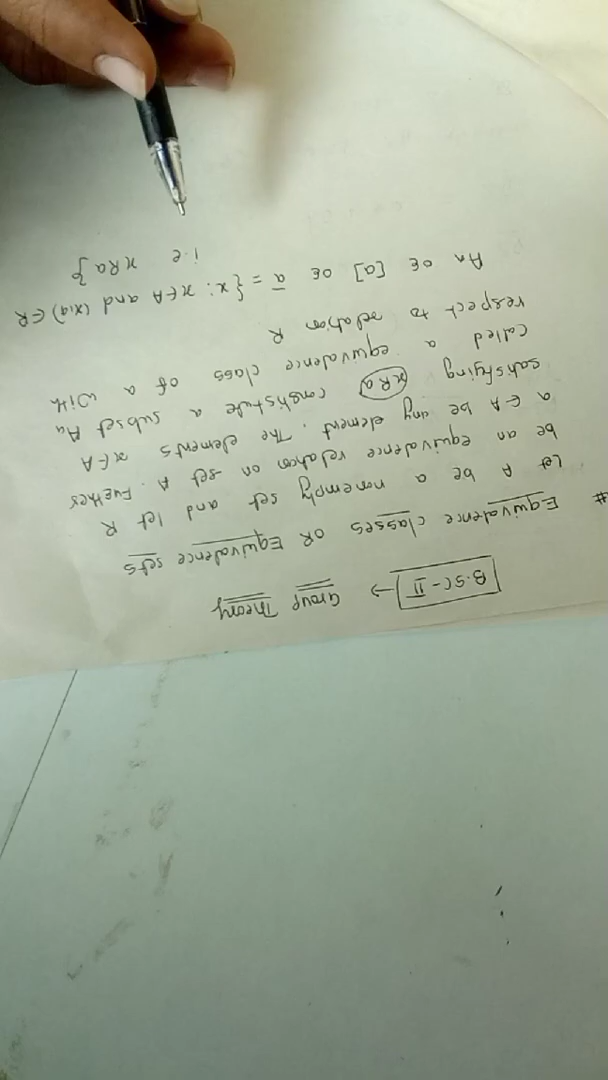 B.Sc-II → Group Theory
# Equivalence classes OR Equivalence sets
Let A be a nonempty set and let R
be an equivalence relation on set A. Further
a ∈ A be any element. The elements x ∈ A
satisfying xRa constitute a subset Aa
called a equivalence class of a with
respect to relation R
Aa OR [a] OR ā = {x: x∈A and (x,a) ∈ R
i.e xRa}